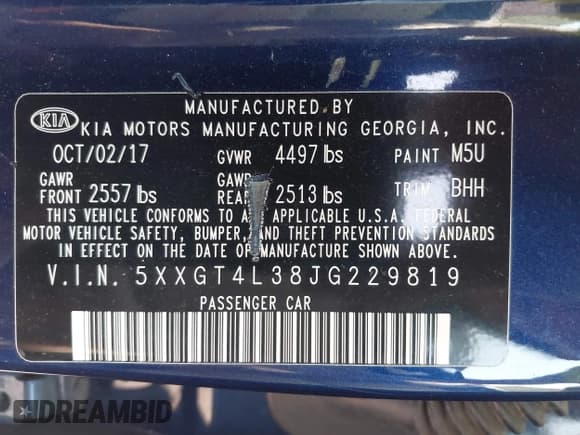 MANUFACTURED BY
KIA KIA MOTORS MANUFACTURING GEORGIA, INC.
OCT/02/17 GVWR 4497 lbs PAINT M5U
GAWR FRONT 2557 lbs GAWR REAR 2513 lbs TRIM BHH
THIS VEHICLE CONFORMS TO ALL APPLICABLE U.S.A. FEDERAL
MOTOR VEHICLE SAFETY, BUMPER, AND THEFT PREVENTION STANDARDS
IN EFFECT ON THE DATE OF MANUFACTURE SHOWN ABOVE.
V.I.N. 5XXGT4L38JG229819
PASSENGER CAR
DREAMBID